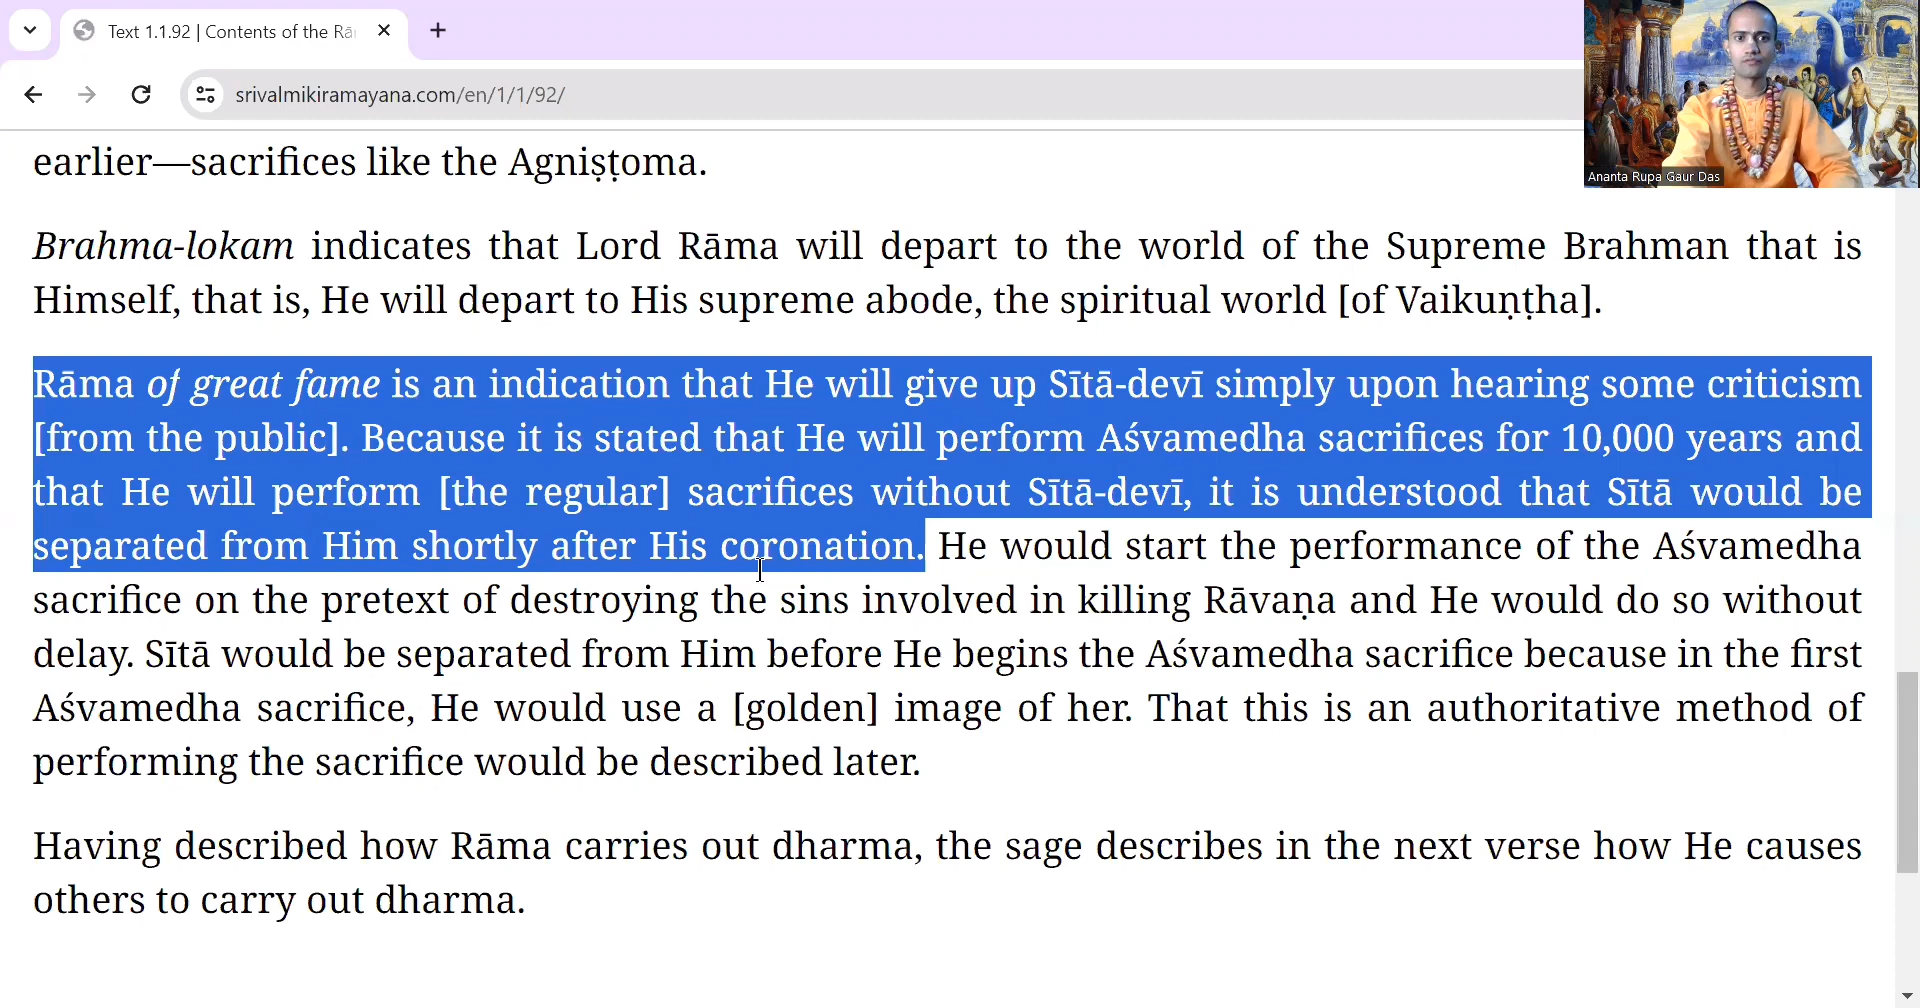 Text 1.1.92 | Contents of the Rā
srivalmikiramayana.com/en/1/1/92/
Ananta Rupa Gaur Das
earlier—sacrifices like the Agniṣṭoma.
Brahma-lokam indicates that Lord Rāma will depart to the world of the Supreme Brahman that is
Himself, that is, He will depart to His supreme abode, the spiritual world [of Vaikuṇṭha].
Rāma of great fame is an indication that He will give up Sītā-devī simply upon hearing some criticism
[from the public]. Because it is stated that He will perform Aśvamedha sacrifices for 10,000 years and
that He will perform [the regular] sacrifices without Sītā-devī, it is understood that Sītā would be
separated from Him shortly after His coronation. He would start the performance of the Aśvamedha
sacrifice on the pretext of destroying the sins involved in killing Rāvaṇa and He would do so without
delay. Sītā would be separated from Him before He begins the Aśvamedha sacrifice because in the first
Aśvamedha sacrifice, He would use a [golden] image of her. That this is an authoritative method of
performing the sacrifice would be described later.
Having described how Rāma carries out dharma, the sage describes in the next verse how He causes
others to carry out dharma.